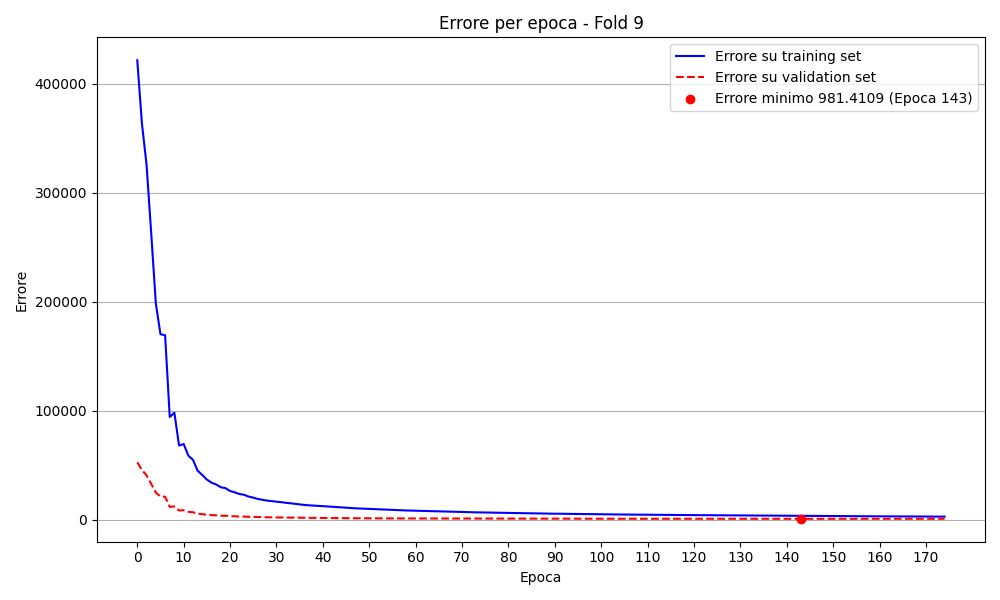 Errore per epoca - Fold 9
Errore su training set
Errore su validation set
Errore minimo 981.4109 (Epoca 143)
Errore
400000
300000
200000
100000
0
0 10 20 30 40 50 60 70 80 90 100 110 120 130 140 150 160 170
Epoca